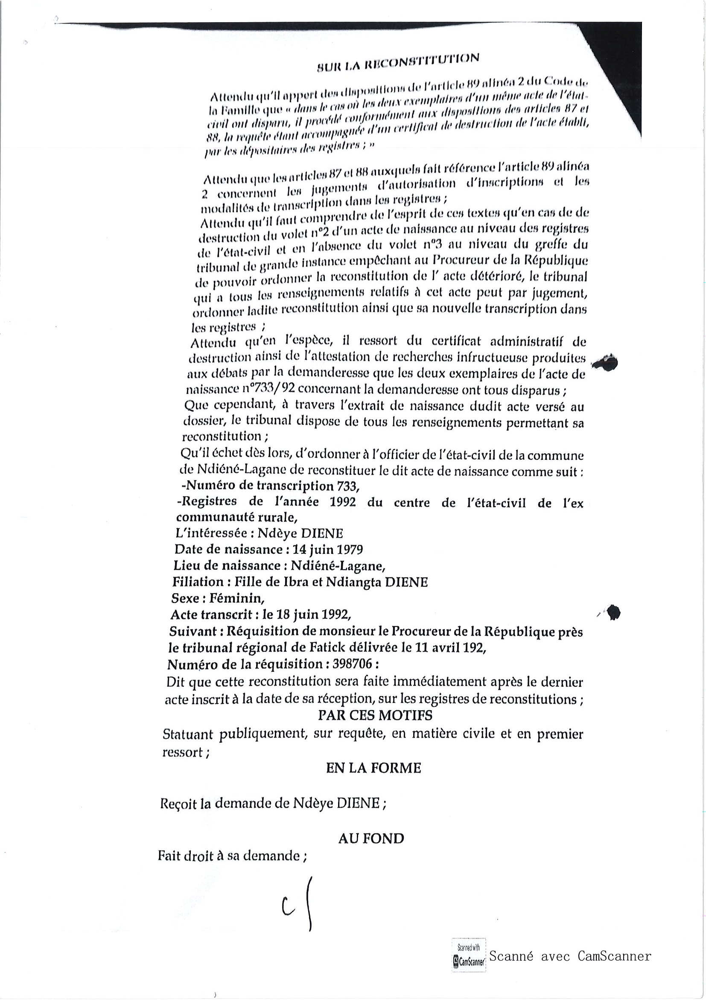 SUR LA RECONSTITUTION
Attendu qu'il appert des dispositions de l'article 89 alinéa 2 du Code de
la Famille que « dans le cas où les deux exemplaires d'un même acte de l'état-
civil ont disparu, il procédé conformément aux dispositions des articles 87 et
88, la requête étant accompagnée d'un certificat de destruction de l'acte établi,
par les dépositaires des registres ; »
Attendu que les articles 87 et 88 auxquels fait référence l'article 89 alinéa
2 concernent les jugements d'autorisation d'inscriptions et les
modalités de transcription dans les registres ;
Attendu qu'il faut comprendre de l'esprit de ces textes qu'en cas de de
destruction du volet n°2 d'un acte de naissance au niveau des registres
de l'état-civil et en l'absence du volet n°3 au niveau du greffe du
tribunal de grande instance empêchant au Procureur de la République
de pouvoir ordonner la reconstitution de l' acte détérioré, le tribunal
qui a tous les renseignements relatifs à cet acte peut par jugement,
ordonner ladite reconstitution ainsi que sa nouvelle transcription dans
les registres ;
Attendu qu'en l'espèce, il ressort du certificat administratif de
destruction ainsi de l'attestation de recherches infructueuse produites
aux débats par la demanderesse que les deux exemplaires de l'acte de
naissance n°733/92 concernant la demanderesse ont tous disparus ;
Que cependant, à travers l'extrait de naissance dudit acte versé au
dossier, le tribunal dispose de tous les renseignements permettant sa
reconstitution ;
Qu'il échet dès lors, d'ordonner à l'officier de l'état-civil de la commune
de Ndiéné-Lagane de reconstituer le dit acte de naissance comme suit :
-Numéro de transcription 733,
-Registres de l'année 1992 du centre de l'état-civil de l'ex
communauté rurale,
L'intéressée : Ndèye DIENE
Date de naissance : 14 juin 1979
Lieu de naissance : Ndiéné-Lagane,
Filiation : Fille de Ibra et Ndiangta DIENE
Sexe : Féminin,
Acte transcrit : le 18 juin 1992,
Suivant : Réquisition de monsieur le Procureur de la République près
le tribunal régional de Fatick délivrée le 11 avril 192,
Numéro de la réquisition : 398706 :
Dit que cette reconstitution sera faite immédiatement après le dernier
acte inscrit à la date de sa réception, sur les registres de reconstitutions ;
PAR CES MOTIFS
Statuant publiquement, sur requête, en matière civile et en premier
ressort ;
EN LA FORME
Reçoit la demande de Ndèye DIENE ;
AU FOND
Fait droit à sa demande ;
Scanned with
CS CamScanner
Scanné avec CamScanner